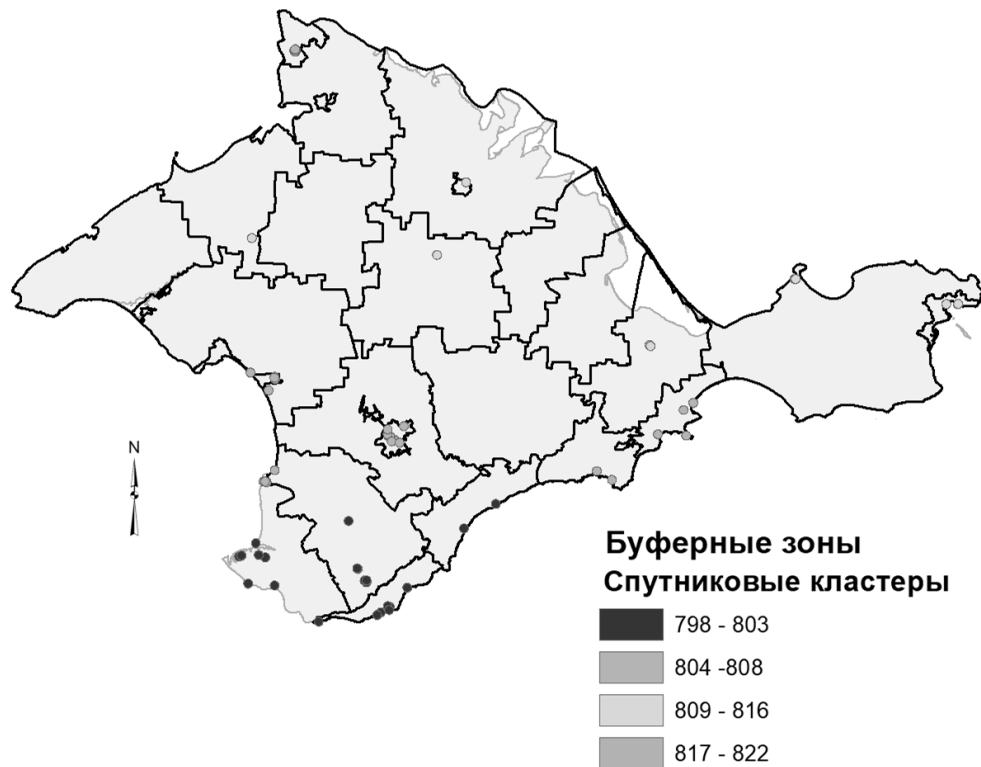 N
Буферные зоны
Спутниковые кластеры
798 - 803
804 -808
809 - 816
817 - 822